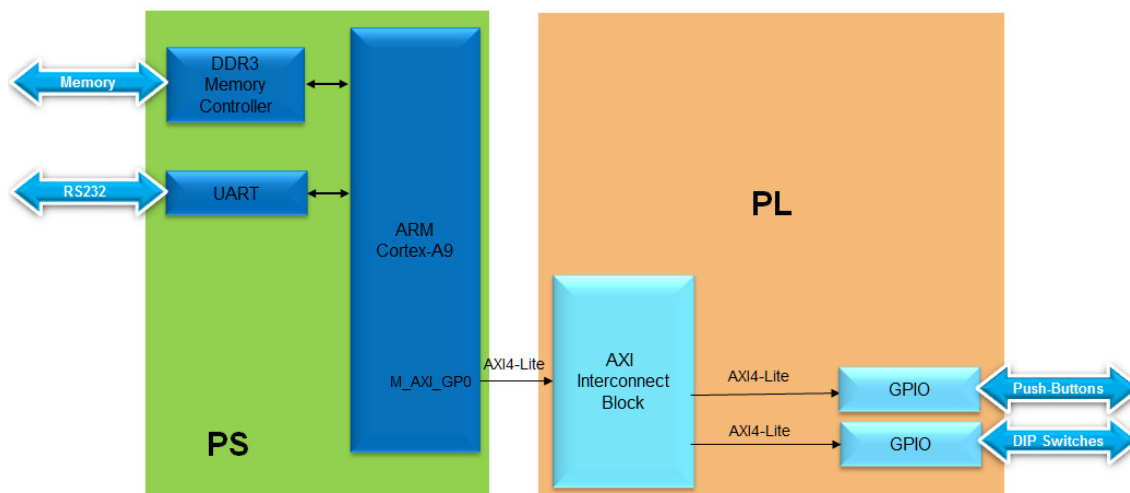 DDR3
Memory
Controller
Memory
UART
RS232
ARM
Cortex-A9
M_AXI_GP0
PS
AXI4-Lite
PL
AXI
Interconnect
Block
AXI4-Lite
GPIO
Push-Buttons
AXI4-Lite
GPIO
DIP Switches